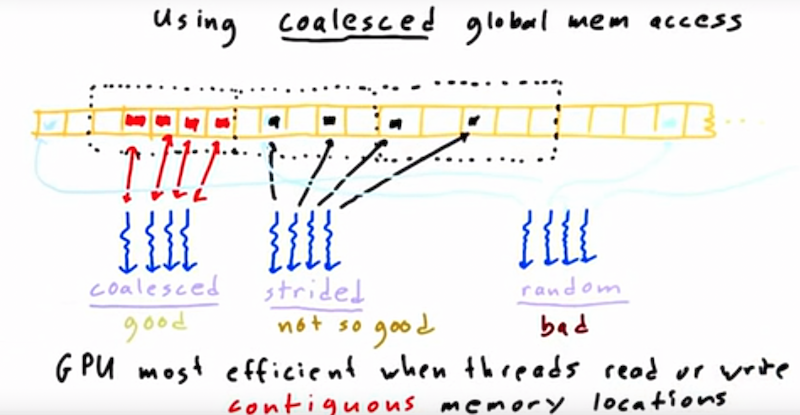 Using coalesced global mem access
coalesced strided random
good not so good bad
GPU most efficient when threads read or write
contiguous memory locations